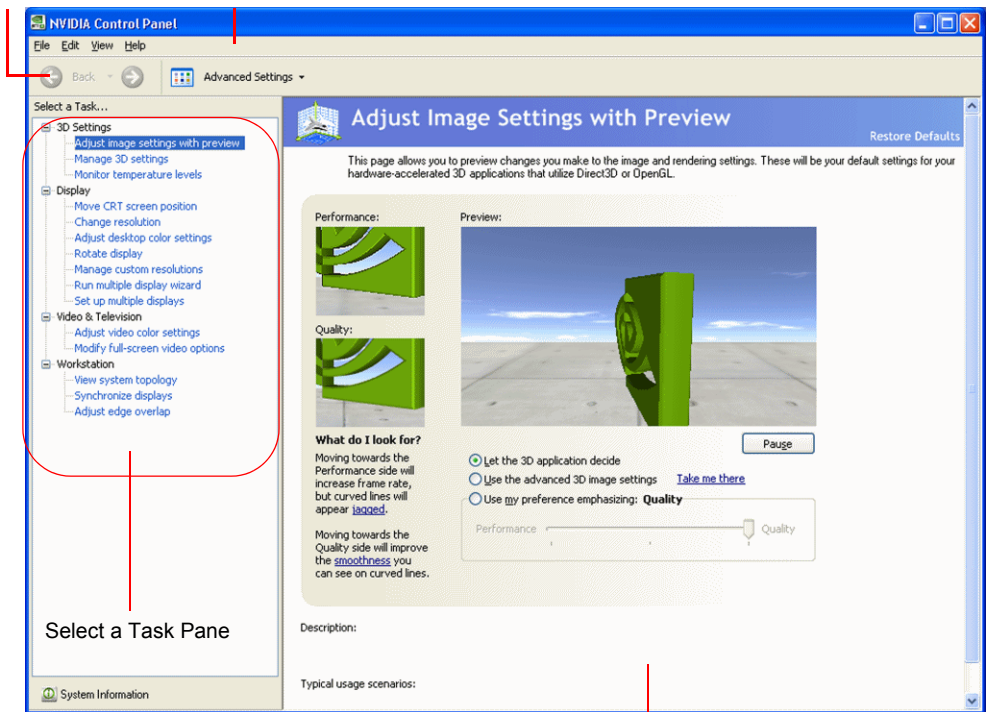 NVIDIA Control Panel
File Edit View Help
Back
Advanced Settings
Select a Task...
3D Settings
Adjust image settings with preview
Manage 3D settings
Monitor temperature levels
Display
Move CRT screen position
Change resolution
Adjust desktop color settings
Rotate display
Manage custom resolutions
Run multiple display wizard
Set up multiple displays
Video & Television
Adjust video color settings
Modify full-screen video options
Workstation
View system topology
Synchronize displays
Adjust edge overlap
Select a Task Pane
System Information
Adjust Image Settings with Preview
Restore Defaults
This page allows you to preview changes you make to the image and rendering settings. These will be your default settings for your
hardware-accelerated 3D applications that utilize Direct3D or OpenGL.
Performance:
Quality:
What do I look for?
Moving towards the
Performance side will
increase frame rate,
but curved lines will
appear jagged.
Moving towards the
Quality side will improve
the smoothness you
can see on curved lines.
Preview:
Pause
Let the 3D application decide
Use the advanced 3D image settings Take me there
Use my preference emphasizing: Quality
Performance Quality
Description:
Typical usage scenarios: